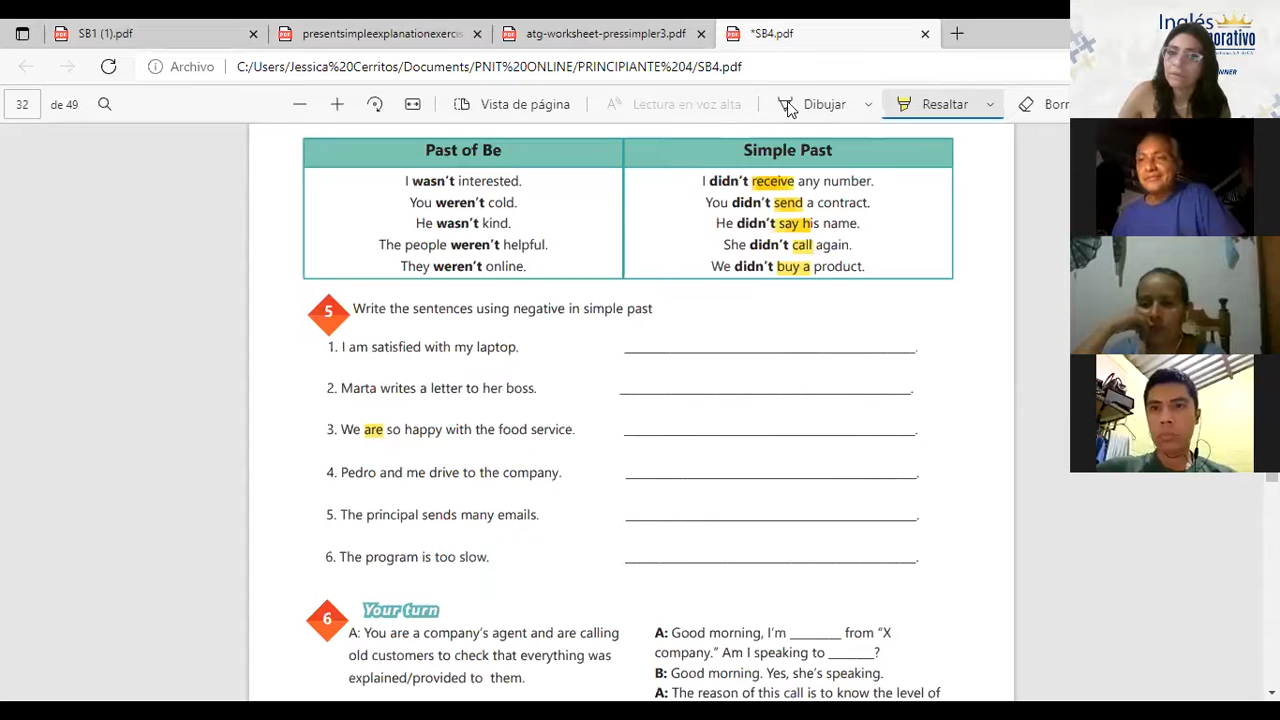 SB1 (1).pdf
presentsimpleexplanationexercis
atg-worksheet-pressimpler3.pdf
*SB4.pdf
Archivo
C:/Users/Jessica%20Cerritos/Documents/PNIT%20ONLINE/PRINCIPIANTE%204/SB4.pdf
32 de 49
Vista de página
Lectura en voz alta
Dibujar
Resaltar
Borr
Inglés
orativo
NNER
Past of Be
Simple Past
I wasn't interested.
I didn't receive any number.
You weren't cold.
You didn't send a contract.
He wasn't kind.
He didn't say his name.
The people weren't helpful.
She didn't call again.
They weren't online.
We didn't buy a product.
5 Write the sentences using negative in simple past
1. I am satisfied with my laptop. ____________________.
2. Marta writes a letter to her boss. ____________________.
3. We are so happy with the food service. ____________________.
4. Pedro and me drive to the company. ____________________.
5. The principal sends many emails. ____________________.
6. The program is too slow. ____________________.
6 Your turn
A: You are a company's agent and are calling
old customers to check that everything was
explained/provided to them.
A: Good morning, I'm _______ from "X
company." Am I speaking to _______?
B: Good morning. Yes, she's speaking.
A: The reason of this call is to know the level of